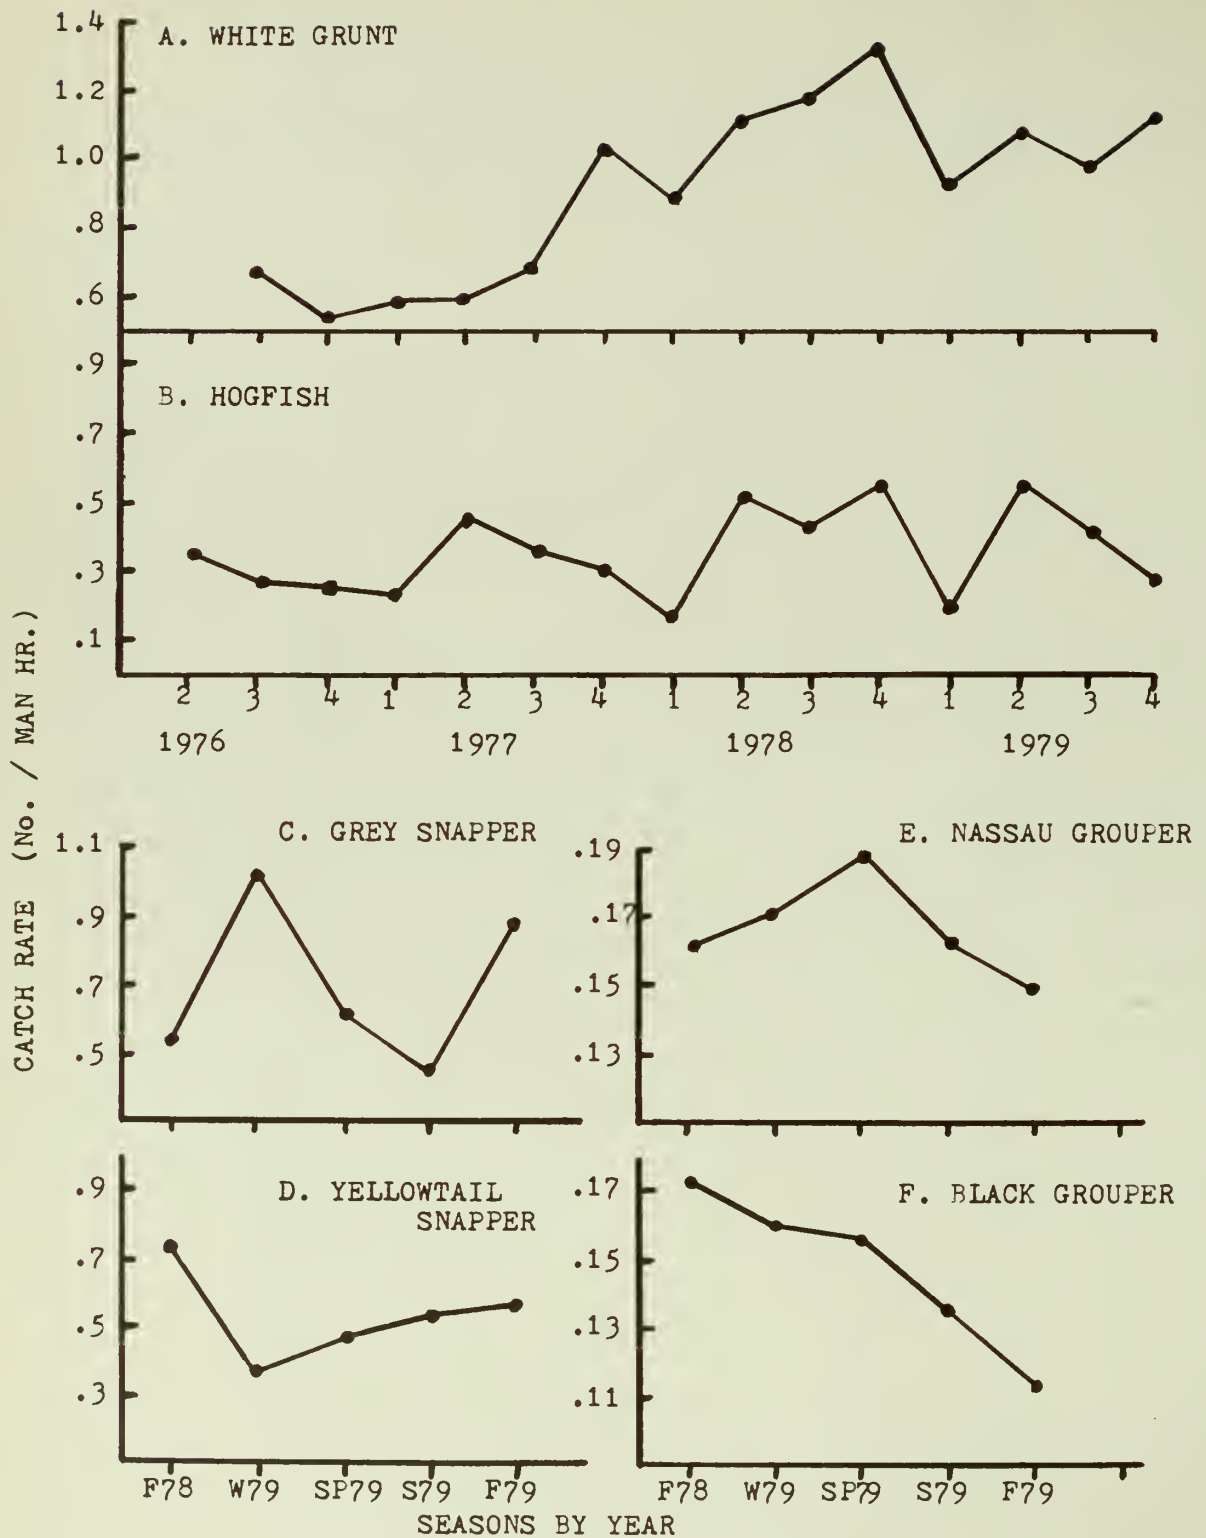 A. WHITE GRUNT
1.4
1.2
1.0
.8
.6
B. HOGFISH
.9
.7
.5
.3
.1
2 3 4 1 2 3 4 1 2 3 4 1 2 3 4
1976 1977 1978 1979
CATCH RATE (No. / MAN HR.)
C. GREY SNAPPER
1.1
.9
.7
.5
E. NASSAU GROUPER
.19
.17
.15
.13
D. YELLOWTAIL
SNAPPER
.9
.7
.5
.3
F. BLACK GROUPER
.17
.15
.13
.11
F78 W79 SP79 S79 F79
F78 W79 SP79 S79 F79
SEASONS BY YEAR